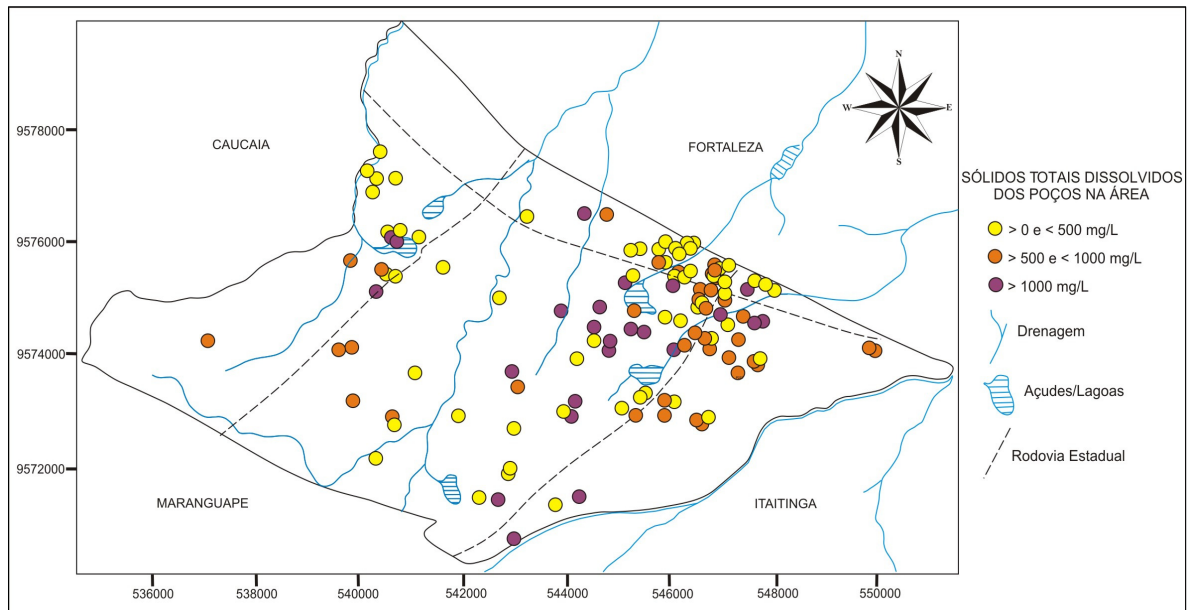 N
W
E
S
CAUCAIA
FORTALEZA
MARANGUAPE
ITAITINGA
9578000
9576000
9574000
9572000
536000
538000
540000
542000
544000
546000
548000
550000
SÓLIDOS TOTAIS DISSOLVIDOS
DOS POÇOS NA ÁREA
> 0 e < 500 mg/L
> 500 e < 1000 mg/L
> 1000 mg/L
Drenagem
Açudes/Lagoas
Rodovia Estadual